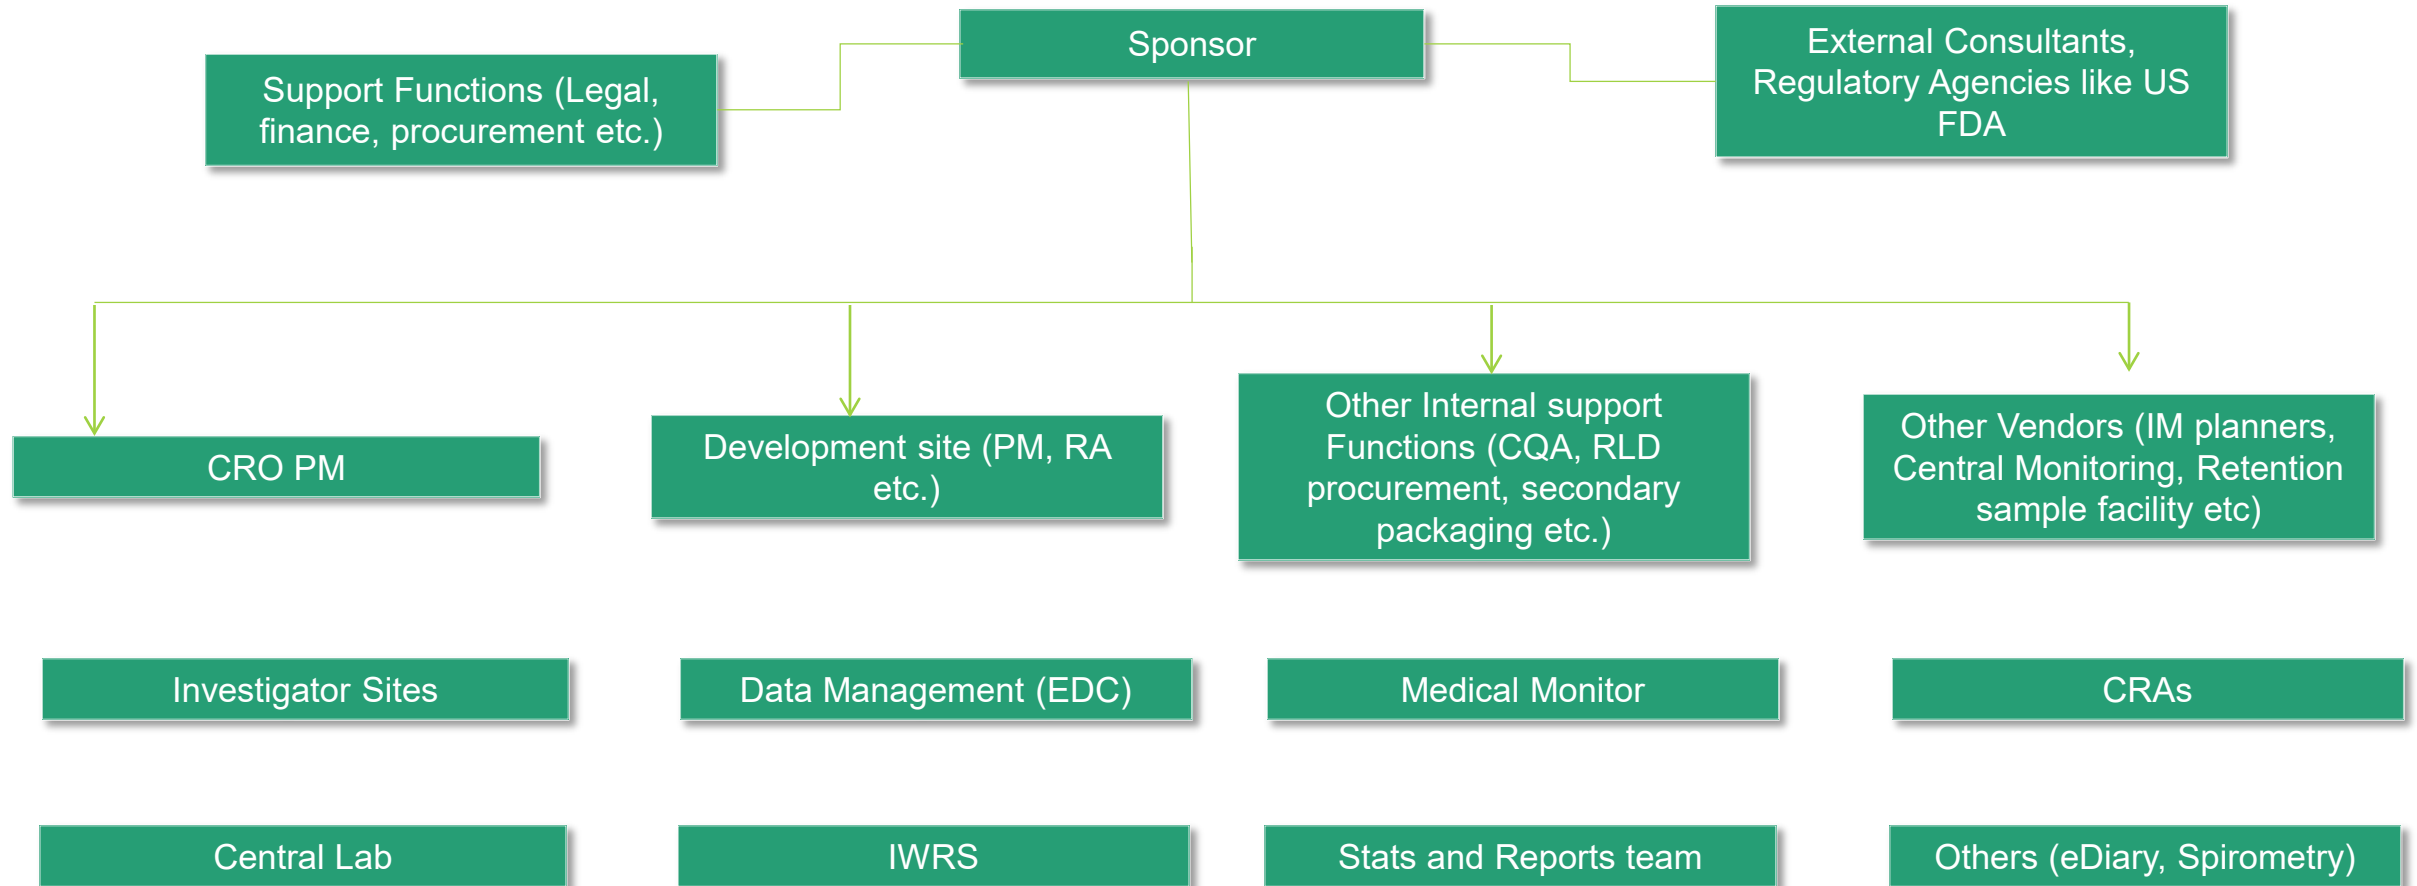 Sponsor
External Consultants,
Regulatory Agencies like US
FDA
Support Functions (Legal,
finance, procurement etc.)
CRO PM
Development site (PM, RA
etc.)
Other Internal support
Functions (CQA, RLD
procurement, secondary
packaging etc.)
Other Vendors (IM planners,
Central Monitoring, Retention
sample facility etc)
Investigator Sites
Data Management (EDC)
Medical Monitor
CRAs
Central Lab
IWRS
Stats and Reports team
Others (eDiary, Spirometry)